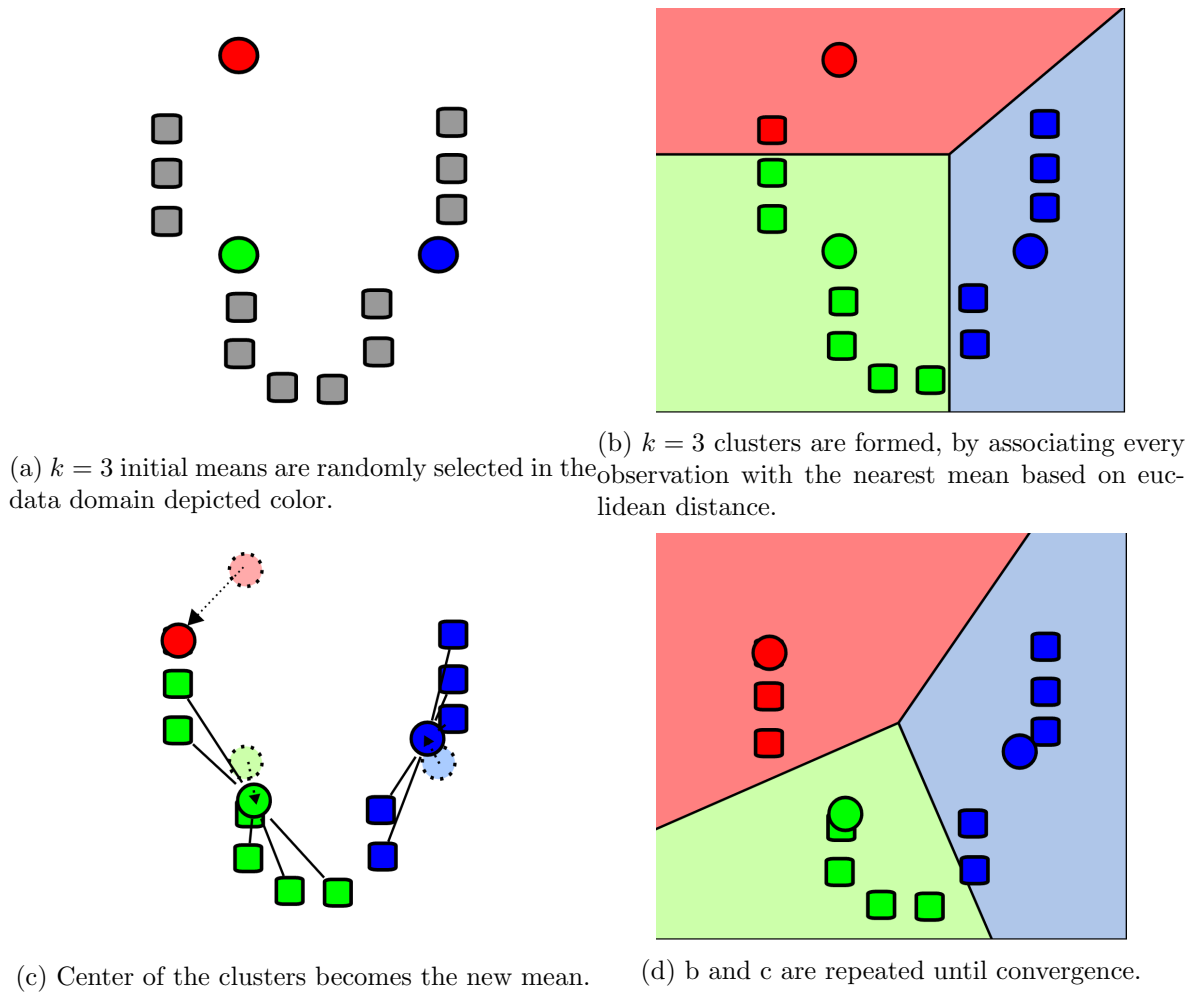 (a) k = 3 initial means are randomly selected in the
data domain depicted color.
(b) k = 3 clusters are formed, by associating every
observation with the nearest mean based on euc-
lidean distance.
(c) Center of the clusters becomes the new mean.
(d) b and c are repeated until convergence.